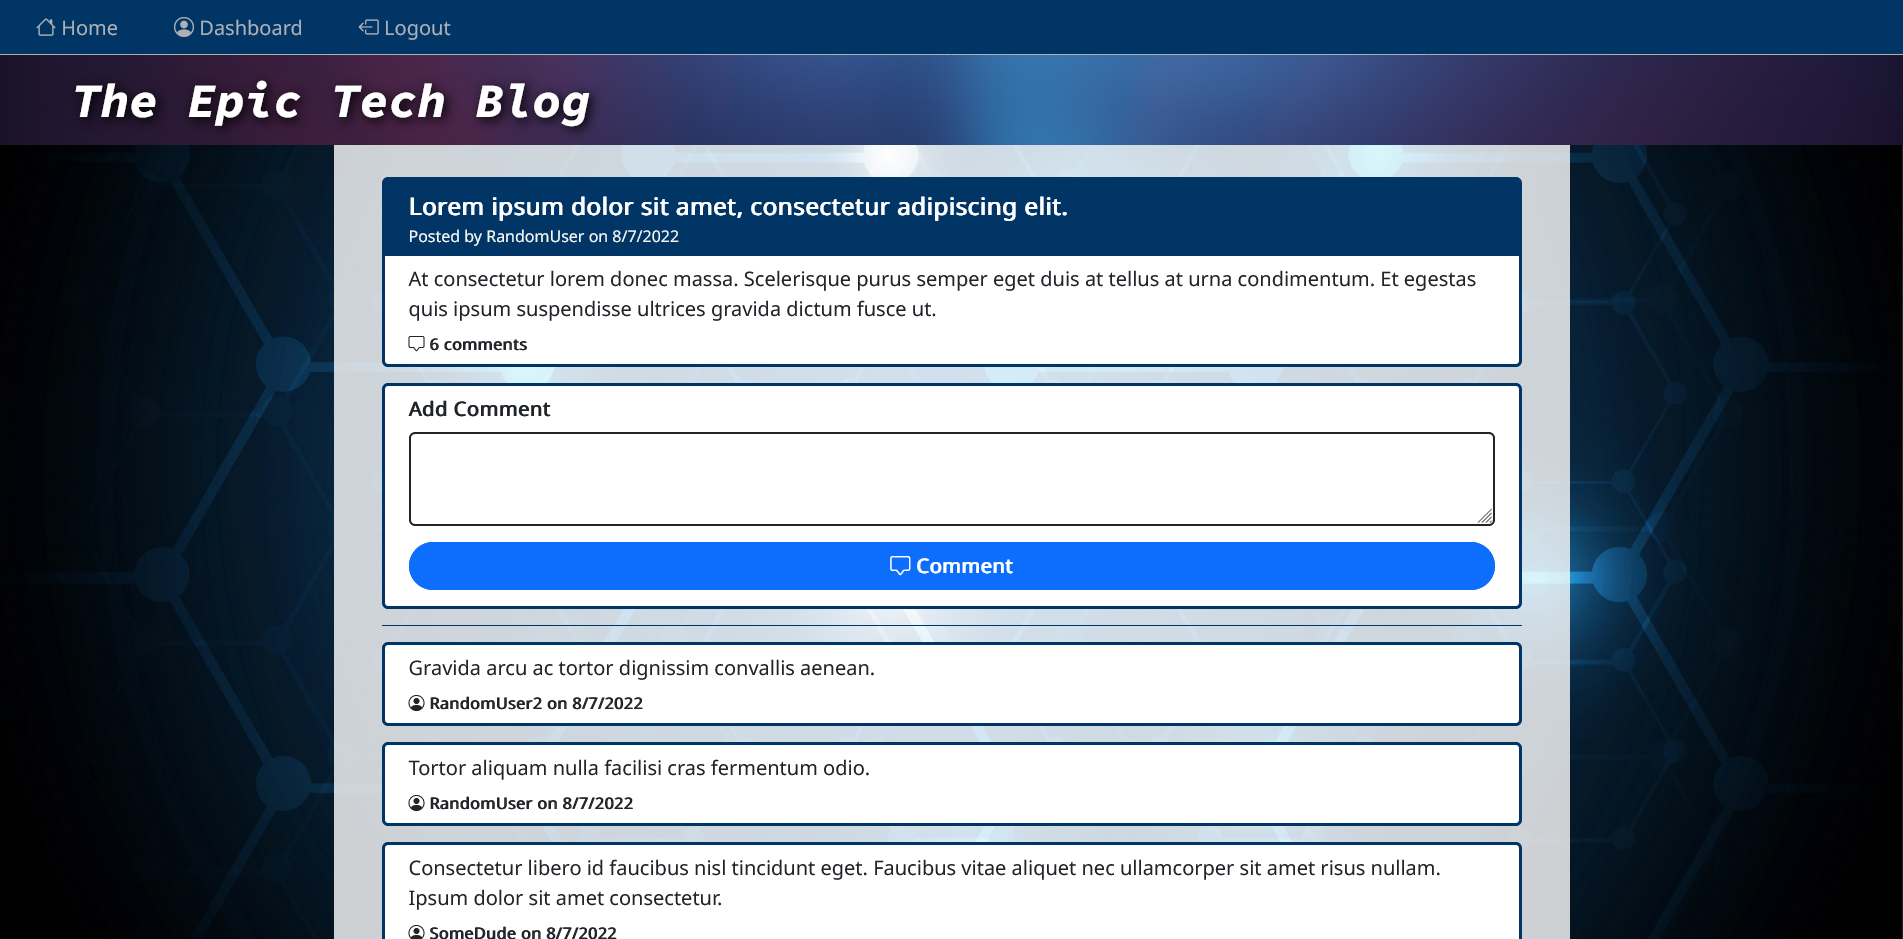 Home Dashboard Logout
The Epic Tech Blog
Lorem ipsum dolor sit amet, consectetur adipiscing elit.
Posted by RandomUser on 8/7/2022
At consectetur lorem donec massa. Scelerisque purus semper eget duis at tellus at urna condimentum. Et egestas
quis ipsum suspendisse ultrices gravida dictum fusce ut.
6 comments
Add Comment
Comment
Gravida arcu ac tortor dignissim convallis aenean.
RandomUser2 on 8/7/2022
Tortor aliquam nulla facilisi cras fermentum odio.
RandomUser on 8/7/2022
Consectetur libero id faucibus nisl tincidunt eget. Faucibus vitae aliquet nec ullamcorper sit amet risus nullam.
Ipsum dolor sit amet consectetur.
SomeDude on 8/7/2022